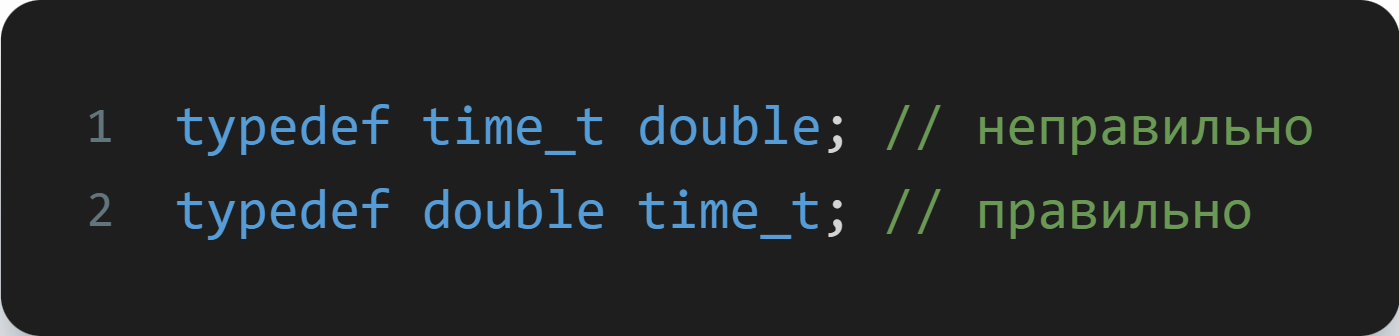 1 typedef time_t double; // неправильно
2 typedef double time_t; // правильно